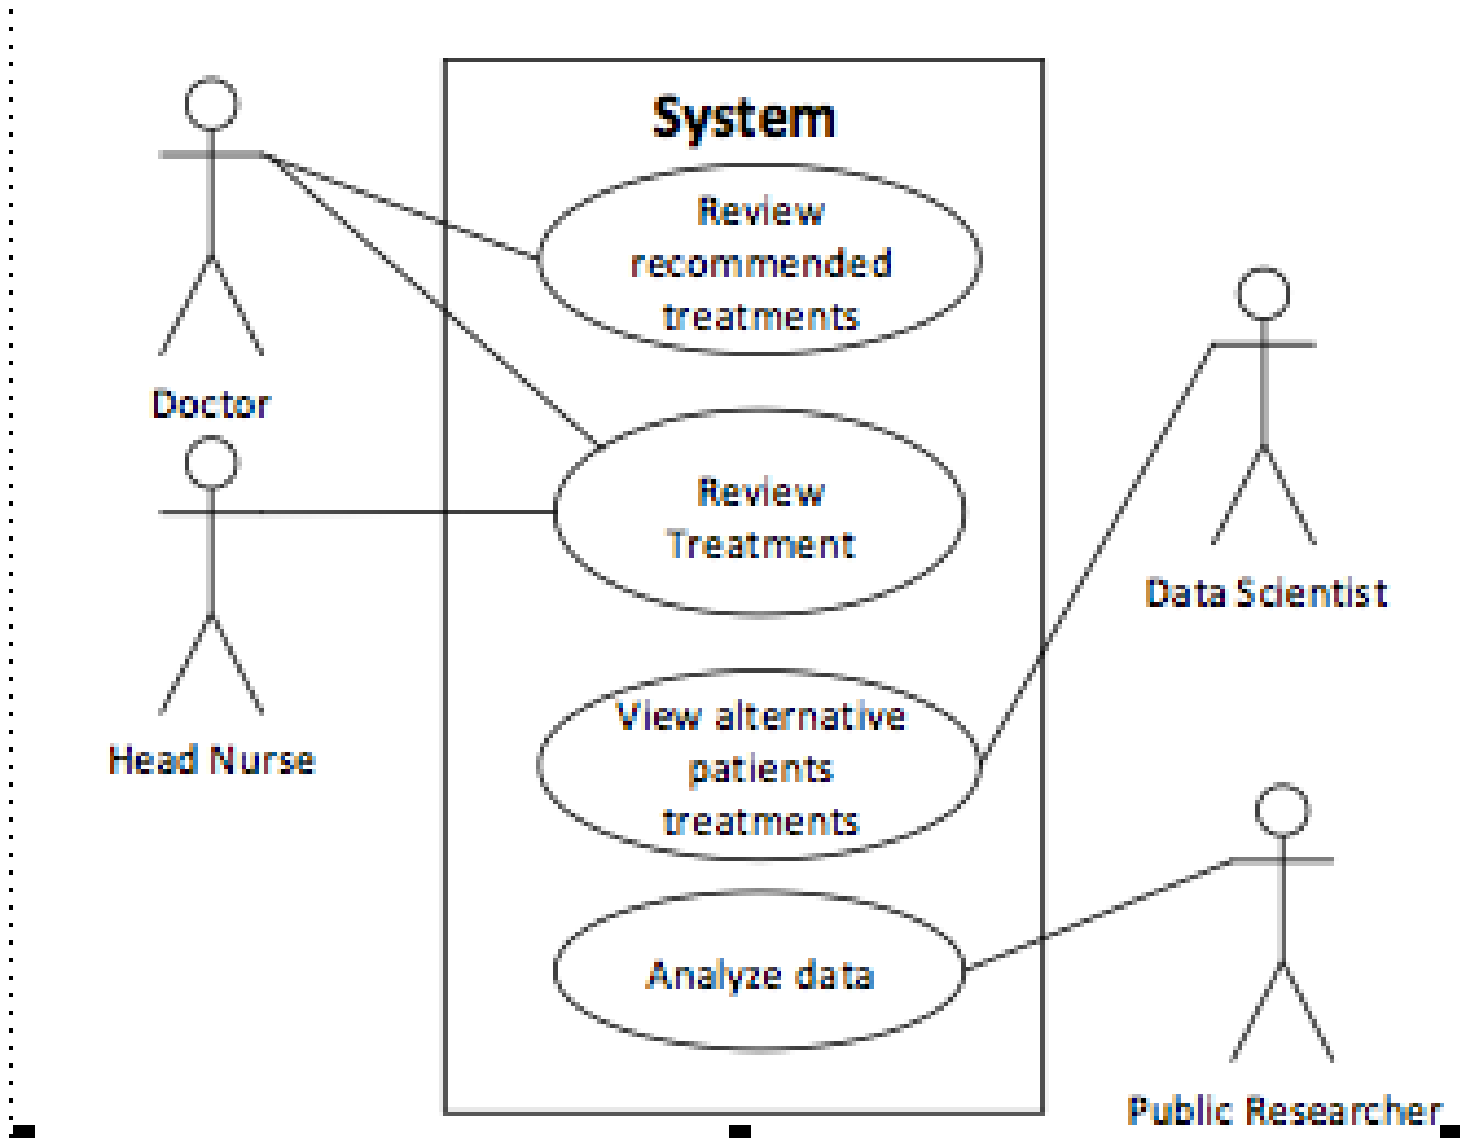 System
Review
recommended
treatments
Doctor
Review
Treatment
Head Nurse
Data Scientist
View alternative
patients
treatments
Analyze data
Public Researcher